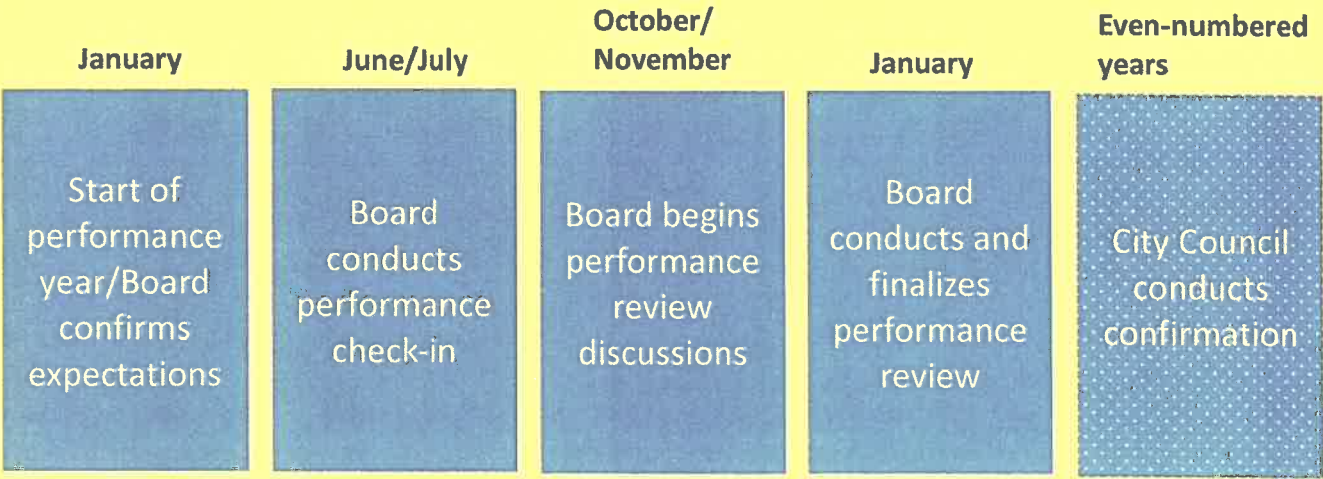 January
Start of
performance
year/Board
confirms
expectations
June/July
Board
conducts
performance
check-in
October/
November
Board begins
performance
review
discussions
January
Board
conducts and
finalizes
performance
review
Even-numbered
years
City Council
conducts
confirmation